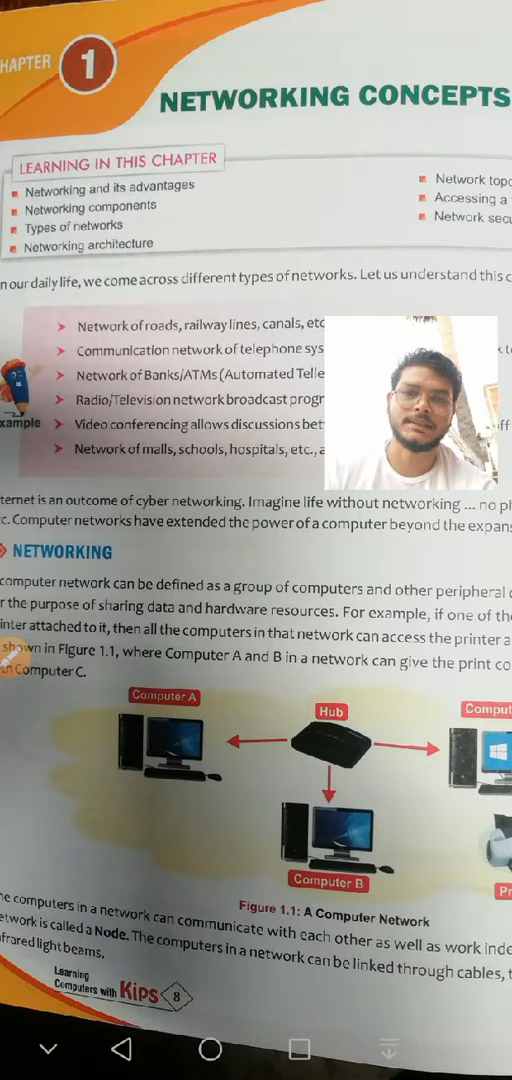 HAPTER 1
NETWORKING CONCEPTS
LEARNING IN THIS CHAPTER
Networking and its advantages
Networking components
Types of networks
Networking architecture
Network topo
Accessing a
Network secu
n our daily life, we come across different types of networks. Let us understand this c
Network of roads, railway lines, canals, etc
Communication network of telephone sys
Network of Banks/ATMs (Automated Telle
Radio/Television network broadcast progr
Video conferencing allows discussions bet
Network of malls, schools, hospitals, etc., a
xample
ternet is an outcome of cyber networking. Imagine life without networking ... no ph
c. Computer networks have extended the power of a computer beyond the expans
NETWORKING
computer network can be defined as a group of computers and other peripheral d
r the purpose of sharing data and hardware resources. For example, if one of the
inter attached to it, then all the computers in that network can access the printer a
shown in Figure 1.1, where Computer A and B in a network can give the print co
Computer C.
Computer A
Hub
Comput
Computer B
Pr
Figure 1.1: A Computer Network
he computers in a network can communicate with each other as well as work inde
etwork is called a Node. The computers in a network can be linked through cables, t
nfrared light beams.
Learning
Computers with Kips 8